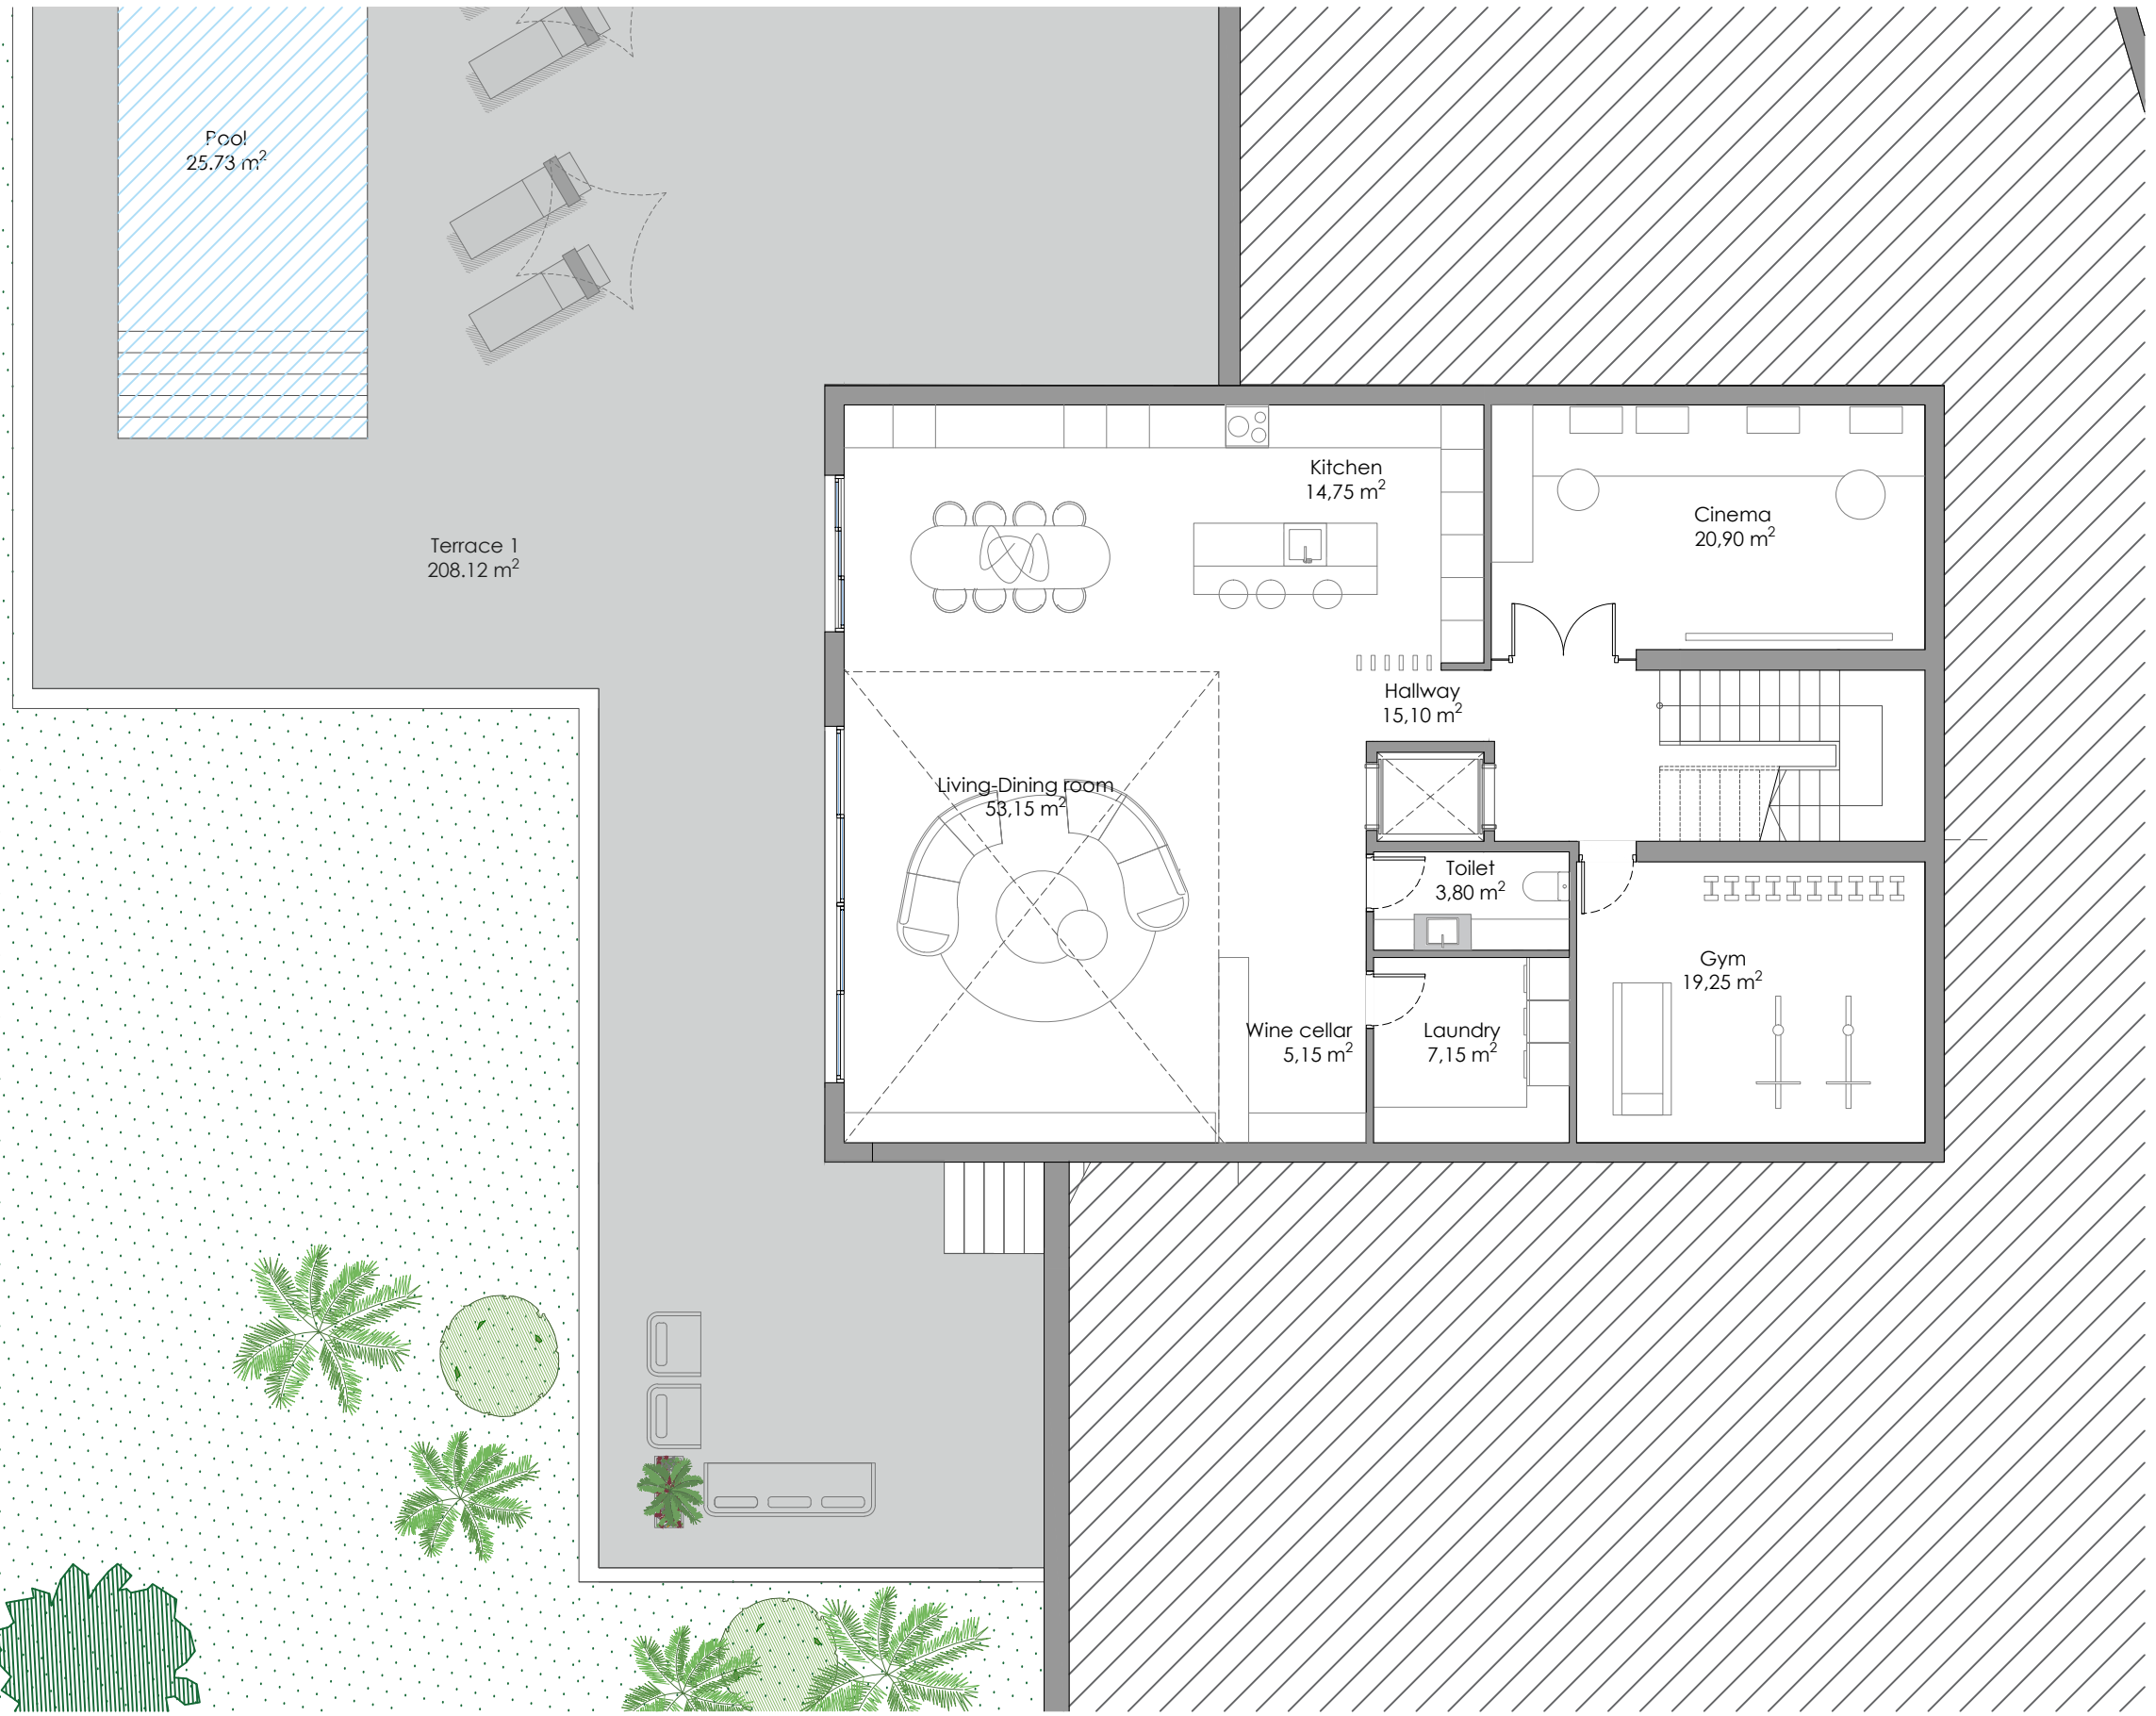 Pool
25.73 m²
Kitchen
14,75 m²
Cinema
20,90 m²
Terrace 1
208.12 m²
Hallway
15,10 m²
Living-Dining room
53,15 m²
Toilet
3,80 m²
Gym
19,25 m²
Wine cellar
5,15 m²
Laundry
7,15 m²